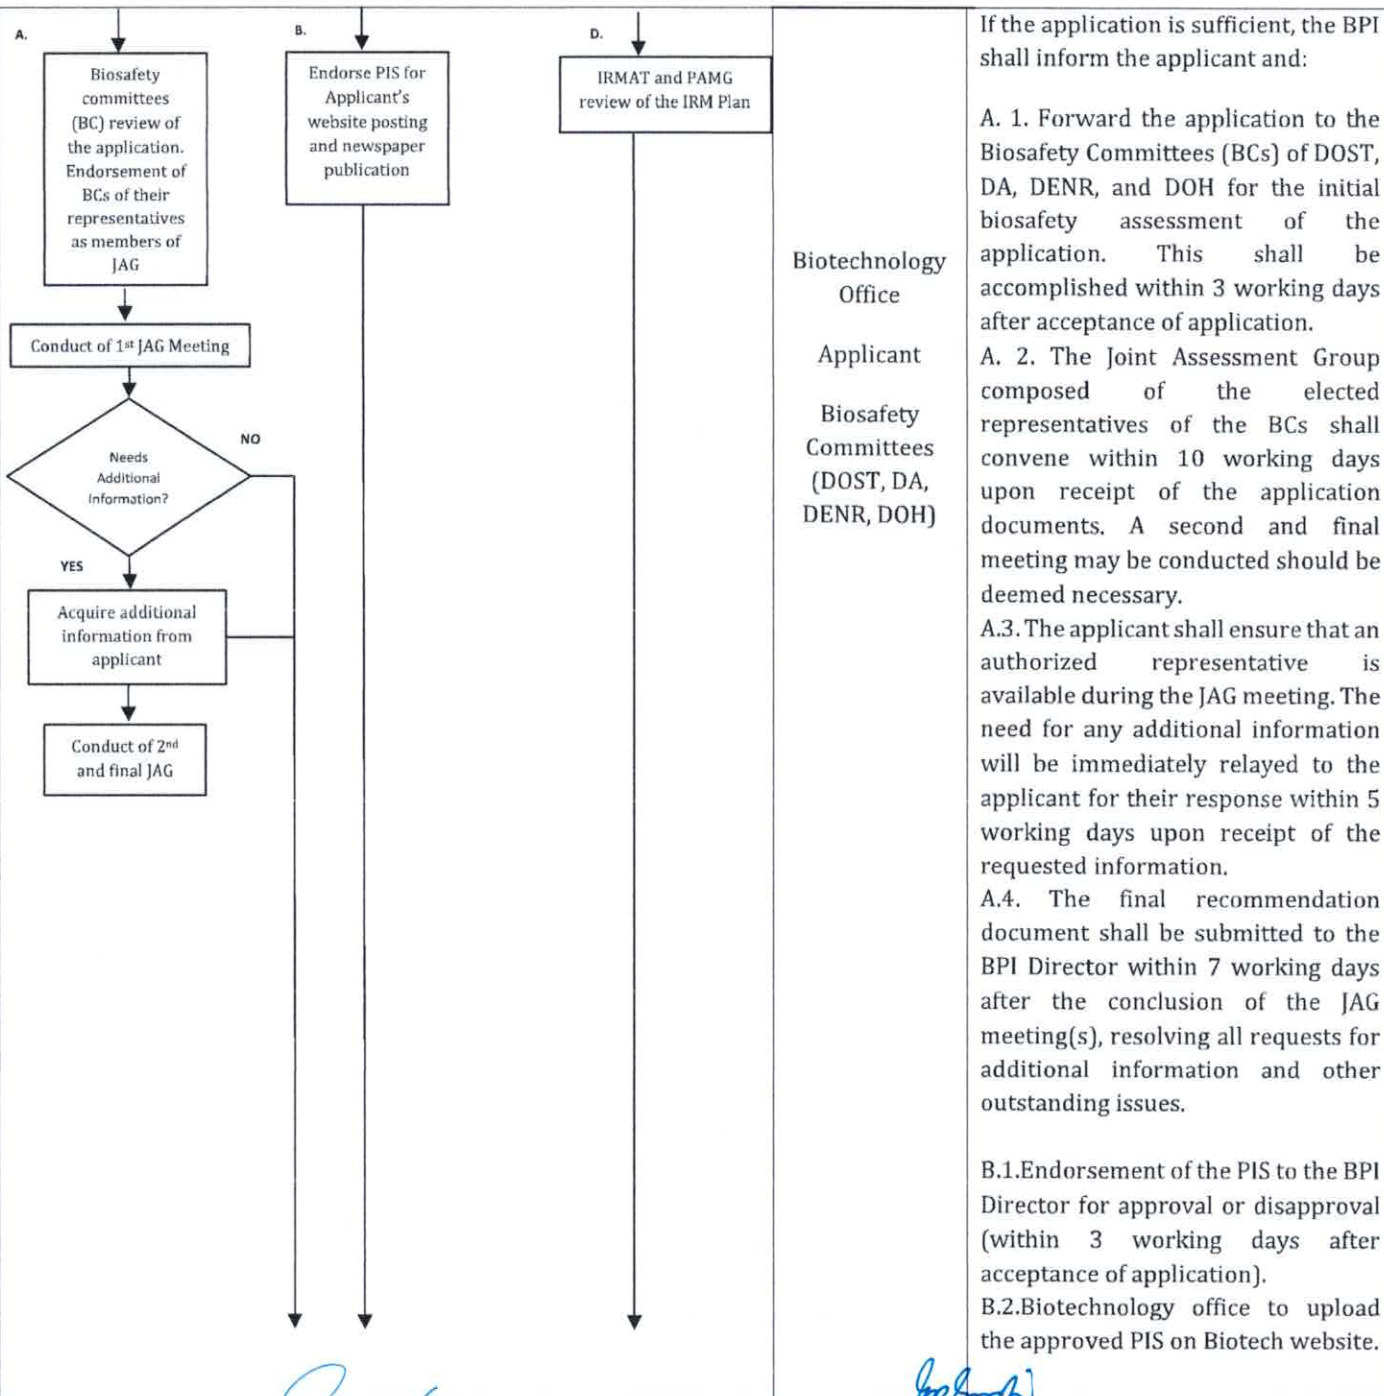 A.
Biosafety
committees
(BC) review of
the application.
Endorsement of
BCs of their
representatives
as members of
JAG
Conduct of 1st JAG Meeting
Needs
Additional
Information?
NO
YES
Acquire additional
information from
applicant
Conduct of 2nd
and final JAG
B.
Endorse PIS for
Applicant's
website posting
and newspaper
publication
D.
IRMAT and PAMG
review of the IRM Plan
Biotechnology
Office
Applicant
Biosafety
Committees
(DOST, DA,
DENR, DOH)
If the application is sufficient, the BPI
shall inform the applicant and:
A. 1. Forward the application to the
Biosafety Committees (BCs) of DOST,
DA, DENR, and DOH for the initial
biosafety assessment of the
application. This shall be
accomplished within 3 working days
after acceptance of application.
A. 2. The Joint Assessment Group
composed of the elected
representatives of the BCs shall
convene within 10 working days
upon receipt of the application
documents. A second and final
meeting may be conducted should be
deemed necessary.
A.3. The applicant shall ensure that an
authorized representative is
available during the JAG meeting. The
need for any additional information
will be immediately relayed to the
applicant for their response within 5
working days upon receipt of the
requested information.
A.4. The final recommendation
document shall be submitted to the
BPI Director within 7 working days
after the conclusion of the JAG
meeting(s), resolving all requests for
additional information and other
outstanding issues.
B.1.Endorsement of the PIS to the BPI
Director for approval or disapproval
(within 3 working days after
acceptance of application).
B.2.Biotechnology office to upload
the approved PIS on Biotech website.